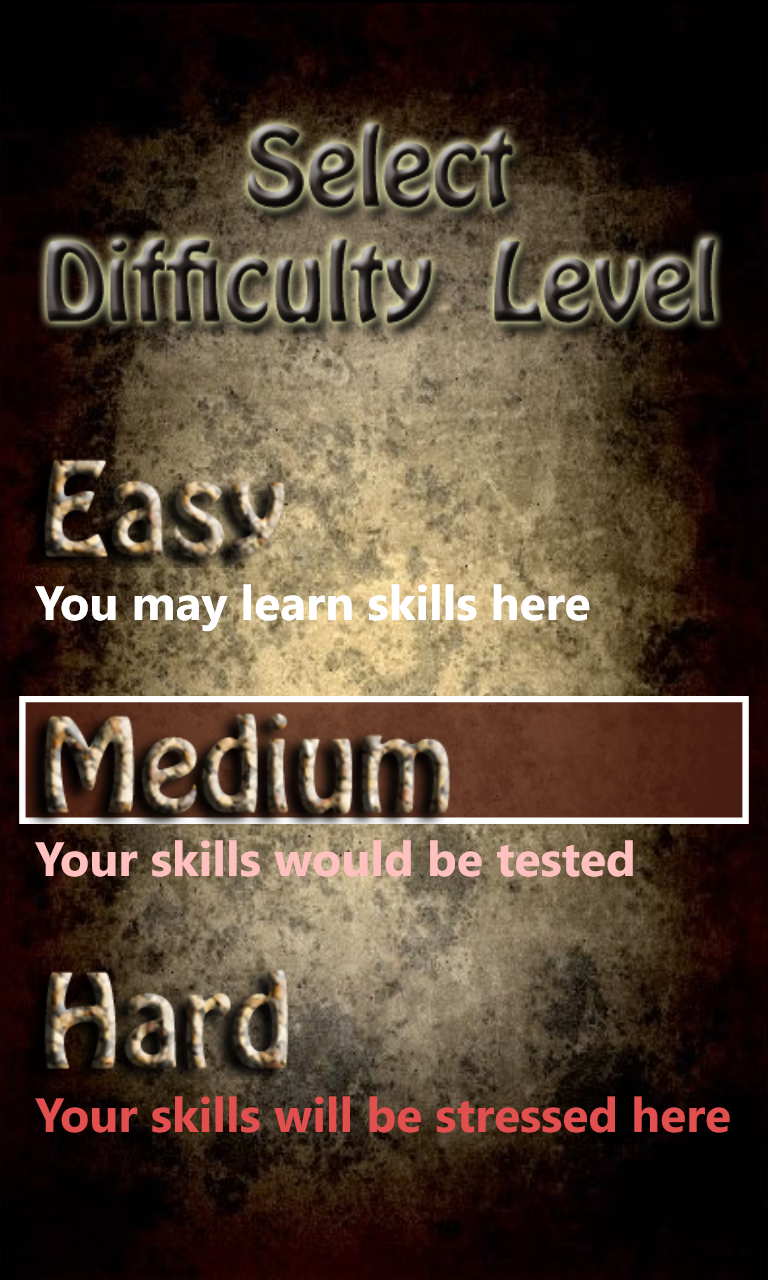 Select
Difficulty Level
Easy
You may learn skills here
Medium
Your skills would be tested
Hard
Your skills will be stressed here